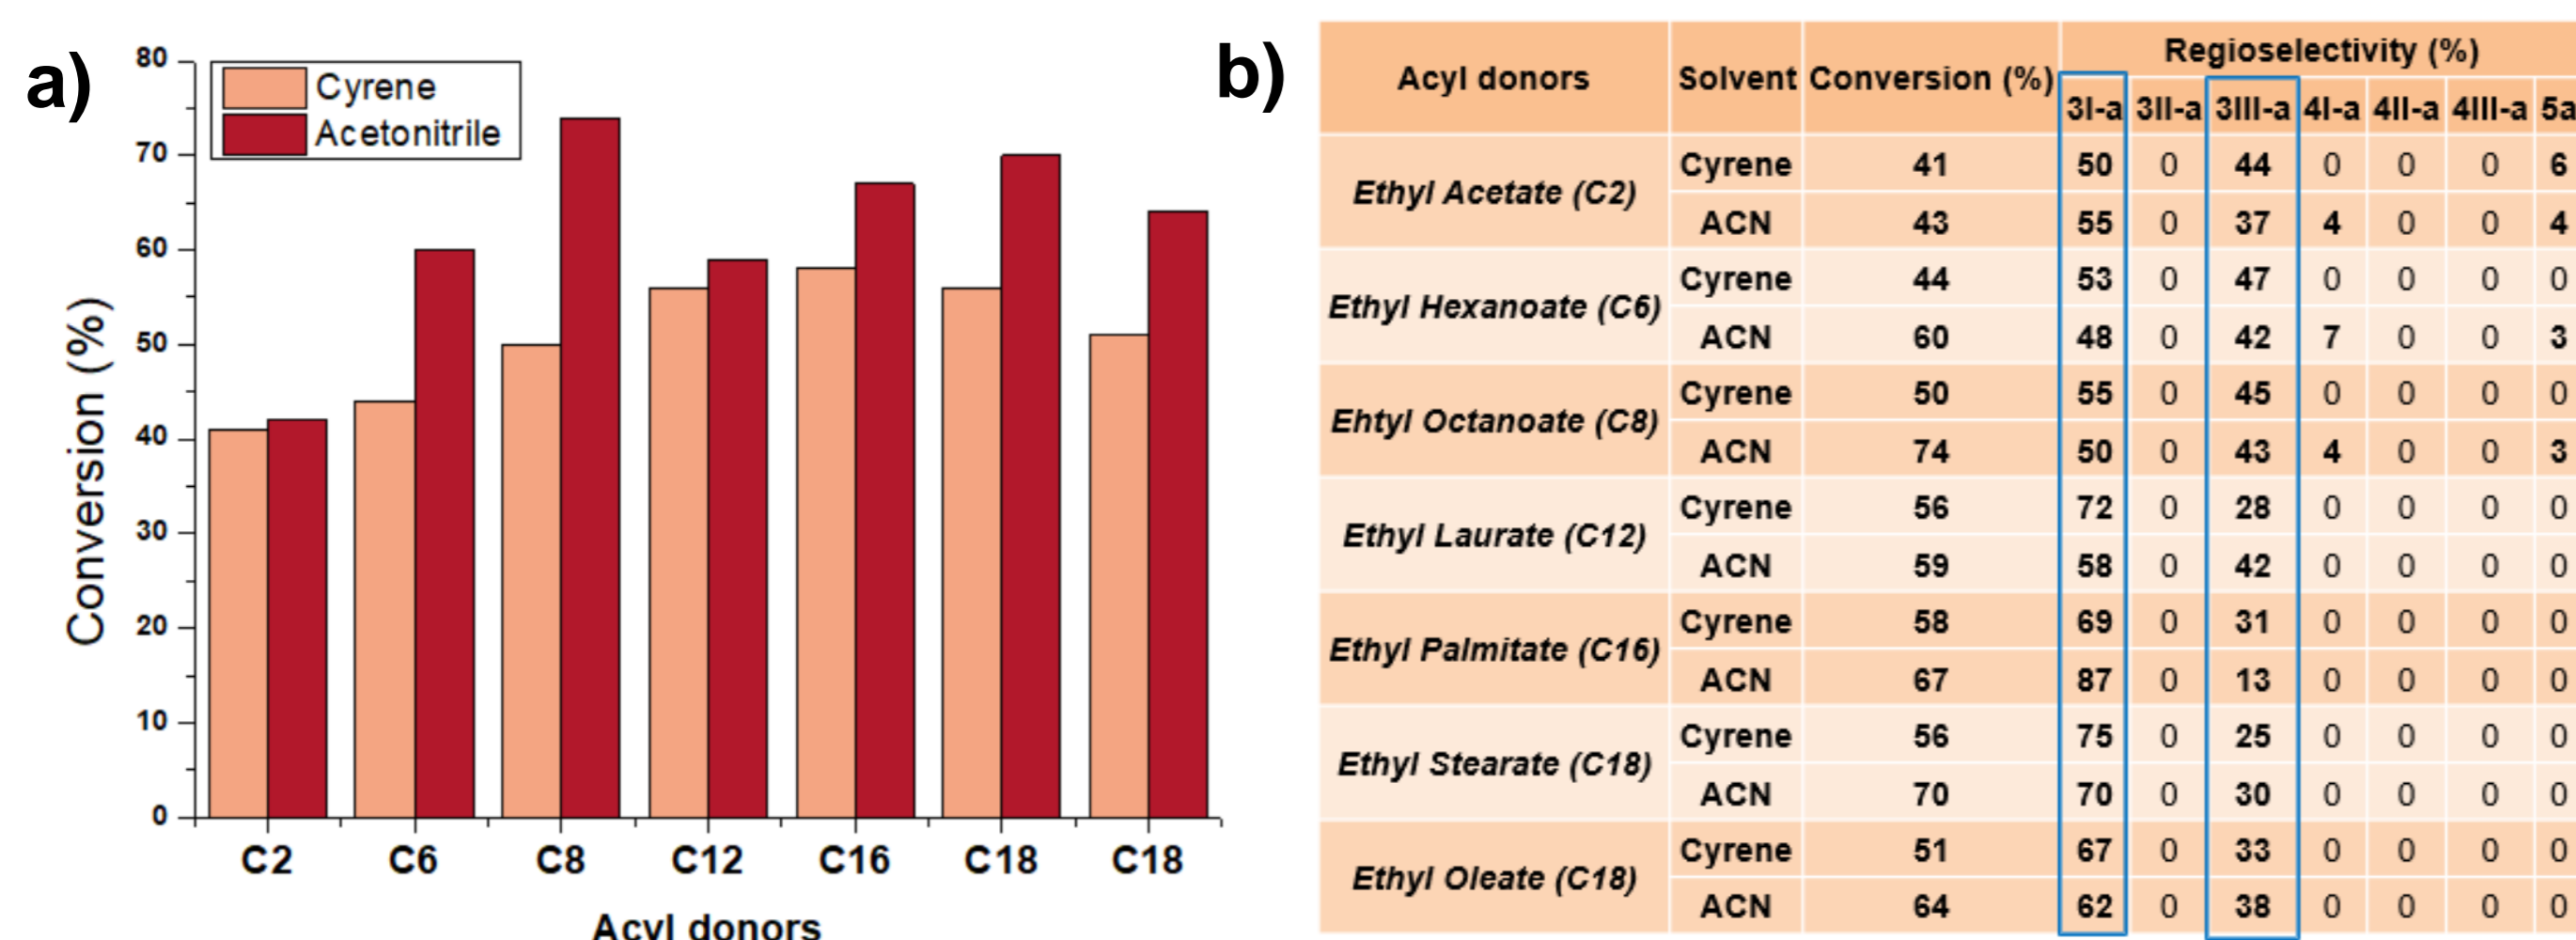 a)
80
70
60
50
40
30
20
10
0
Conversion (%)
Cyrene
Acetonitrile
C2 C6 C8 C12 C16 C18 C18
Acyl donors
b)
Acyl donors Solvent Conversion (%) Regioselectivity (%)
3I-a 3II-a 3III-a 4I-a 4II-a 4III-a 5a
Ethyl Acetate (C2)
Cyrene 41 50 0 44 0 0 0 6
ACN 43 55 0 37 4 0 0 4
Ethyl Hexanoate (C6)
Cyrene 44 53 0 47 0 0 0 0
ACN 60 48 0 42 7 0 0 3
Ehtyl Octanoate (C8)
Cyrene 50 55 0 45 0 0 0 0
ACN 74 50 0 43 4 0 0 3
Ethyl Laurate (C12)
Cyrene 56 72 0 28 0 0 0 0
ACN 59 58 0 42 0 0 0 0
Ethyl Palmitate (C16)
Cyrene 58 69 0 31 0 0 0 0
ACN 67 87 0 13 0 0 0 0
Ethyl Stearate (C18)
Cyrene 56 75 0 25 0 0 0 0
ACN 70 70 0 30 0 0 0 0
Ethyl Oleate (C18)
Cyrene 51 67 0 33 0 0 0 0
ACN 64 62 0 38 0 0 0 0